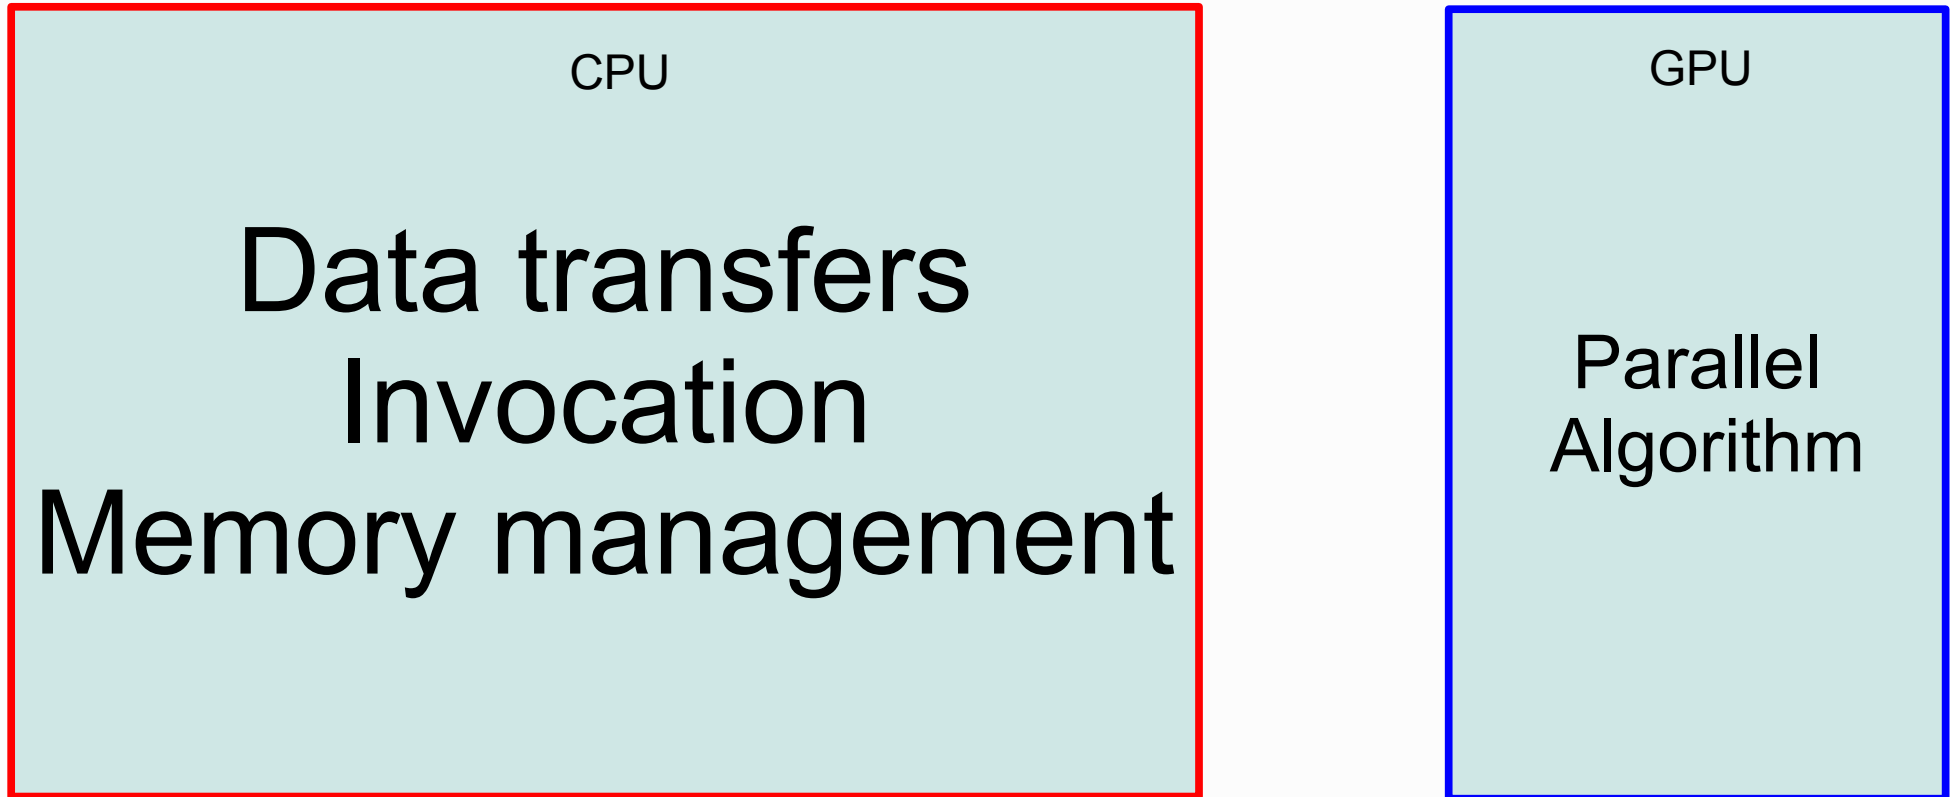 CPU
Data transfers
Invocation
Memory management
GPU
Parallel
Algorithm